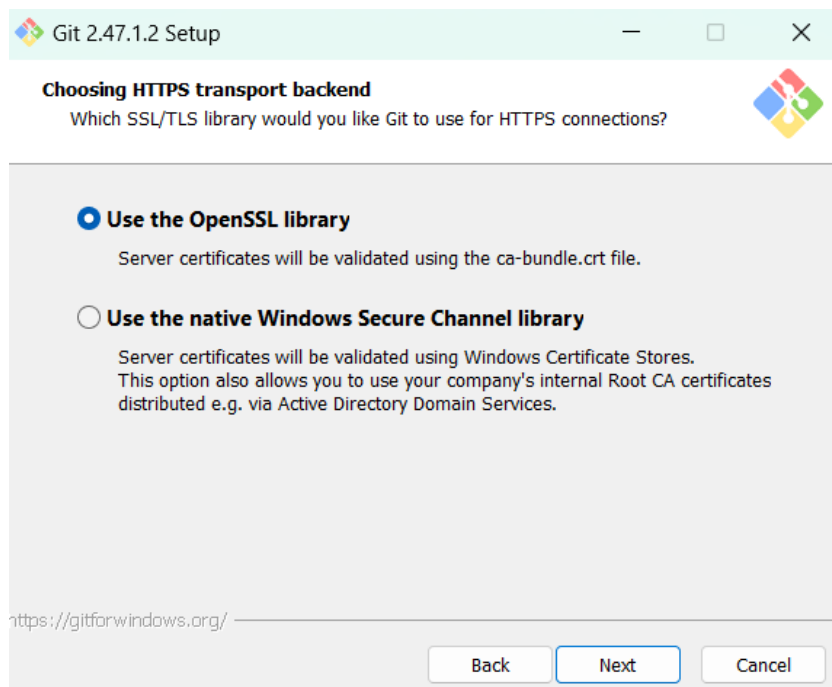 Git 2.47.1.2 Setup
Choosing HTTPS transport backend
Which SSL/TLS library would you like Git to use for HTTPS connections?
Use the OpenSSL library
Server certificates will be validated using the ca-bundle.crt file.
Use the native Windows Secure Channel library
Server certificates will be validated using Windows Certificate Stores.
This option also allows you to use your company's internal Root CA certificates
distributed e.g. via Active Directory Domain Services.
https://gitforwindows.org/
Back Next Cancel